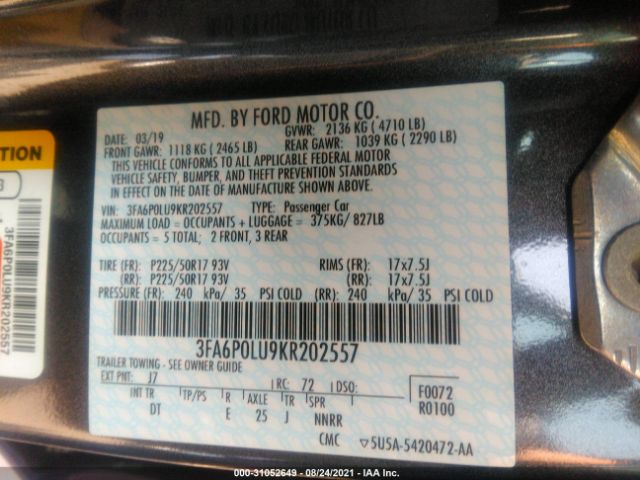 MFD. BY FORD MOTOR CO.
DATE: 03/19 GVWR: 2136 KG ( 4710 LB)
FRONT GAWR: 1118 KG ( 2465 LB) REAR GAWR: 1039 KG ( 2290 LB)
THIS VEHICLE CONFORMS TO ALL APPLICABLE FEDERAL MOTOR
VEHICLE SAFETY, BUMPER, AND THEFT PREVENTION STANDARDS
IN EFFECT ON THE DATE OF MANUFACTURE SHOWN ABOVE.
VIN: 3FA6P0LU9KR202557 TYPE: Passenger Car
MAXIMUM LOAD = OCCUPANTS + LUGGAGE = 375KG/ 827LB
OCCUPANTS = 5 TOTAL; 2 FRONT, 3 REAR
TIRE (FR): P225/50R17 93V RIMS (FR): 17x7.5J
(RR): P225/50R17 93V (RR): 17x7.5J
PRESSURE (FR): 240 kPa/ 35 PSI COLD (RR): 240 kPa/ 35 PSI COLD
3FA6P0LU9KR202557
TRAILER TOWING - SEE OWNER GUIDE
EXT PNT: J7 RC: 72 DSO:
INT TR TP/PS R AXLE TR SPR
DT E 25 J NNRR
F0072
R0100
CMC 5U5A-5420472-AA
TION
3FA6P0LU9KR202557
000-31052649 - 08/24/2021 - IAA Inc.